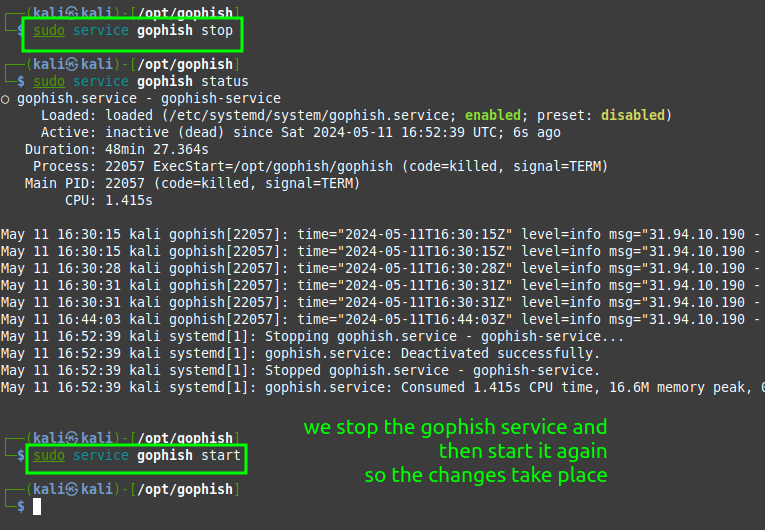 ┌──(kali㉿kali)-[/opt/gophish]
└─$ sudo service gophish stop
┌──(kali㉿kali)-[/opt/gophish]
└─$ sudo service gophish status
○ gophish.service - gophish-service
Loaded: loaded (/etc/systemd/system/gophish.service; enabled; preset: disabled)
Active: inactive (dead) since Sat 2024-05-11 16:52:39 UTC; 6s ago
Duration: 48min 27.364s
Process: 22057 ExecStart=/opt/gophish/gophish (code=killed, signal=TERM)
Main PID: 22057 (code=killed, signal=TERM)
CPU: 1.415s
May 11 16:30:15 kali gophish[22057]: time="2024-05-11T16:30:15Z" level=info msg="31.94.10.190 -
May 11 16:30:15 kali gophish[22057]: time="2024-05-11T16:30:15Z" level=info msg="31.94.10.190 -
May 11 16:30:28 kali gophish[22057]: time="2024-05-11T16:30:28Z" level=info msg="31.94.10.190 -
May 11 16:30:31 kali gophish[22057]: time="2024-05-11T16:30:31Z" level=info msg="31.94.10.190 -
May 11 16:30:31 kali gophish[22057]: time="2024-05-11T16:30:31Z" level=info msg="31.94.10.190 -
May 11 16:44:03 kali gophish[22057]: time="2024-05-11T16:44:03Z" level=info msg="31.94.10.190 -
May 11 16:52:39 kali systemd[1]: Stopping gophish.service - gophish-service...
May 11 16:52:39 kali systemd[1]: gophish.service: Deactivated successfully.
May 11 16:52:39 kali systemd[1]: Stopped gophish.service - gophish-service.
May 11 16:52:39 kali systemd[1]: gophish.service: Consumed 1.415s CPU time, 16.6M memory peak, 0
┌──(kali㉿kali)-[/opt/gophish]
└─$ sudo service gophish start
we stop the gophish service and
then start it again
so the changes take place
┌──(kali㉿kali)-[/opt/gophish]
└─$